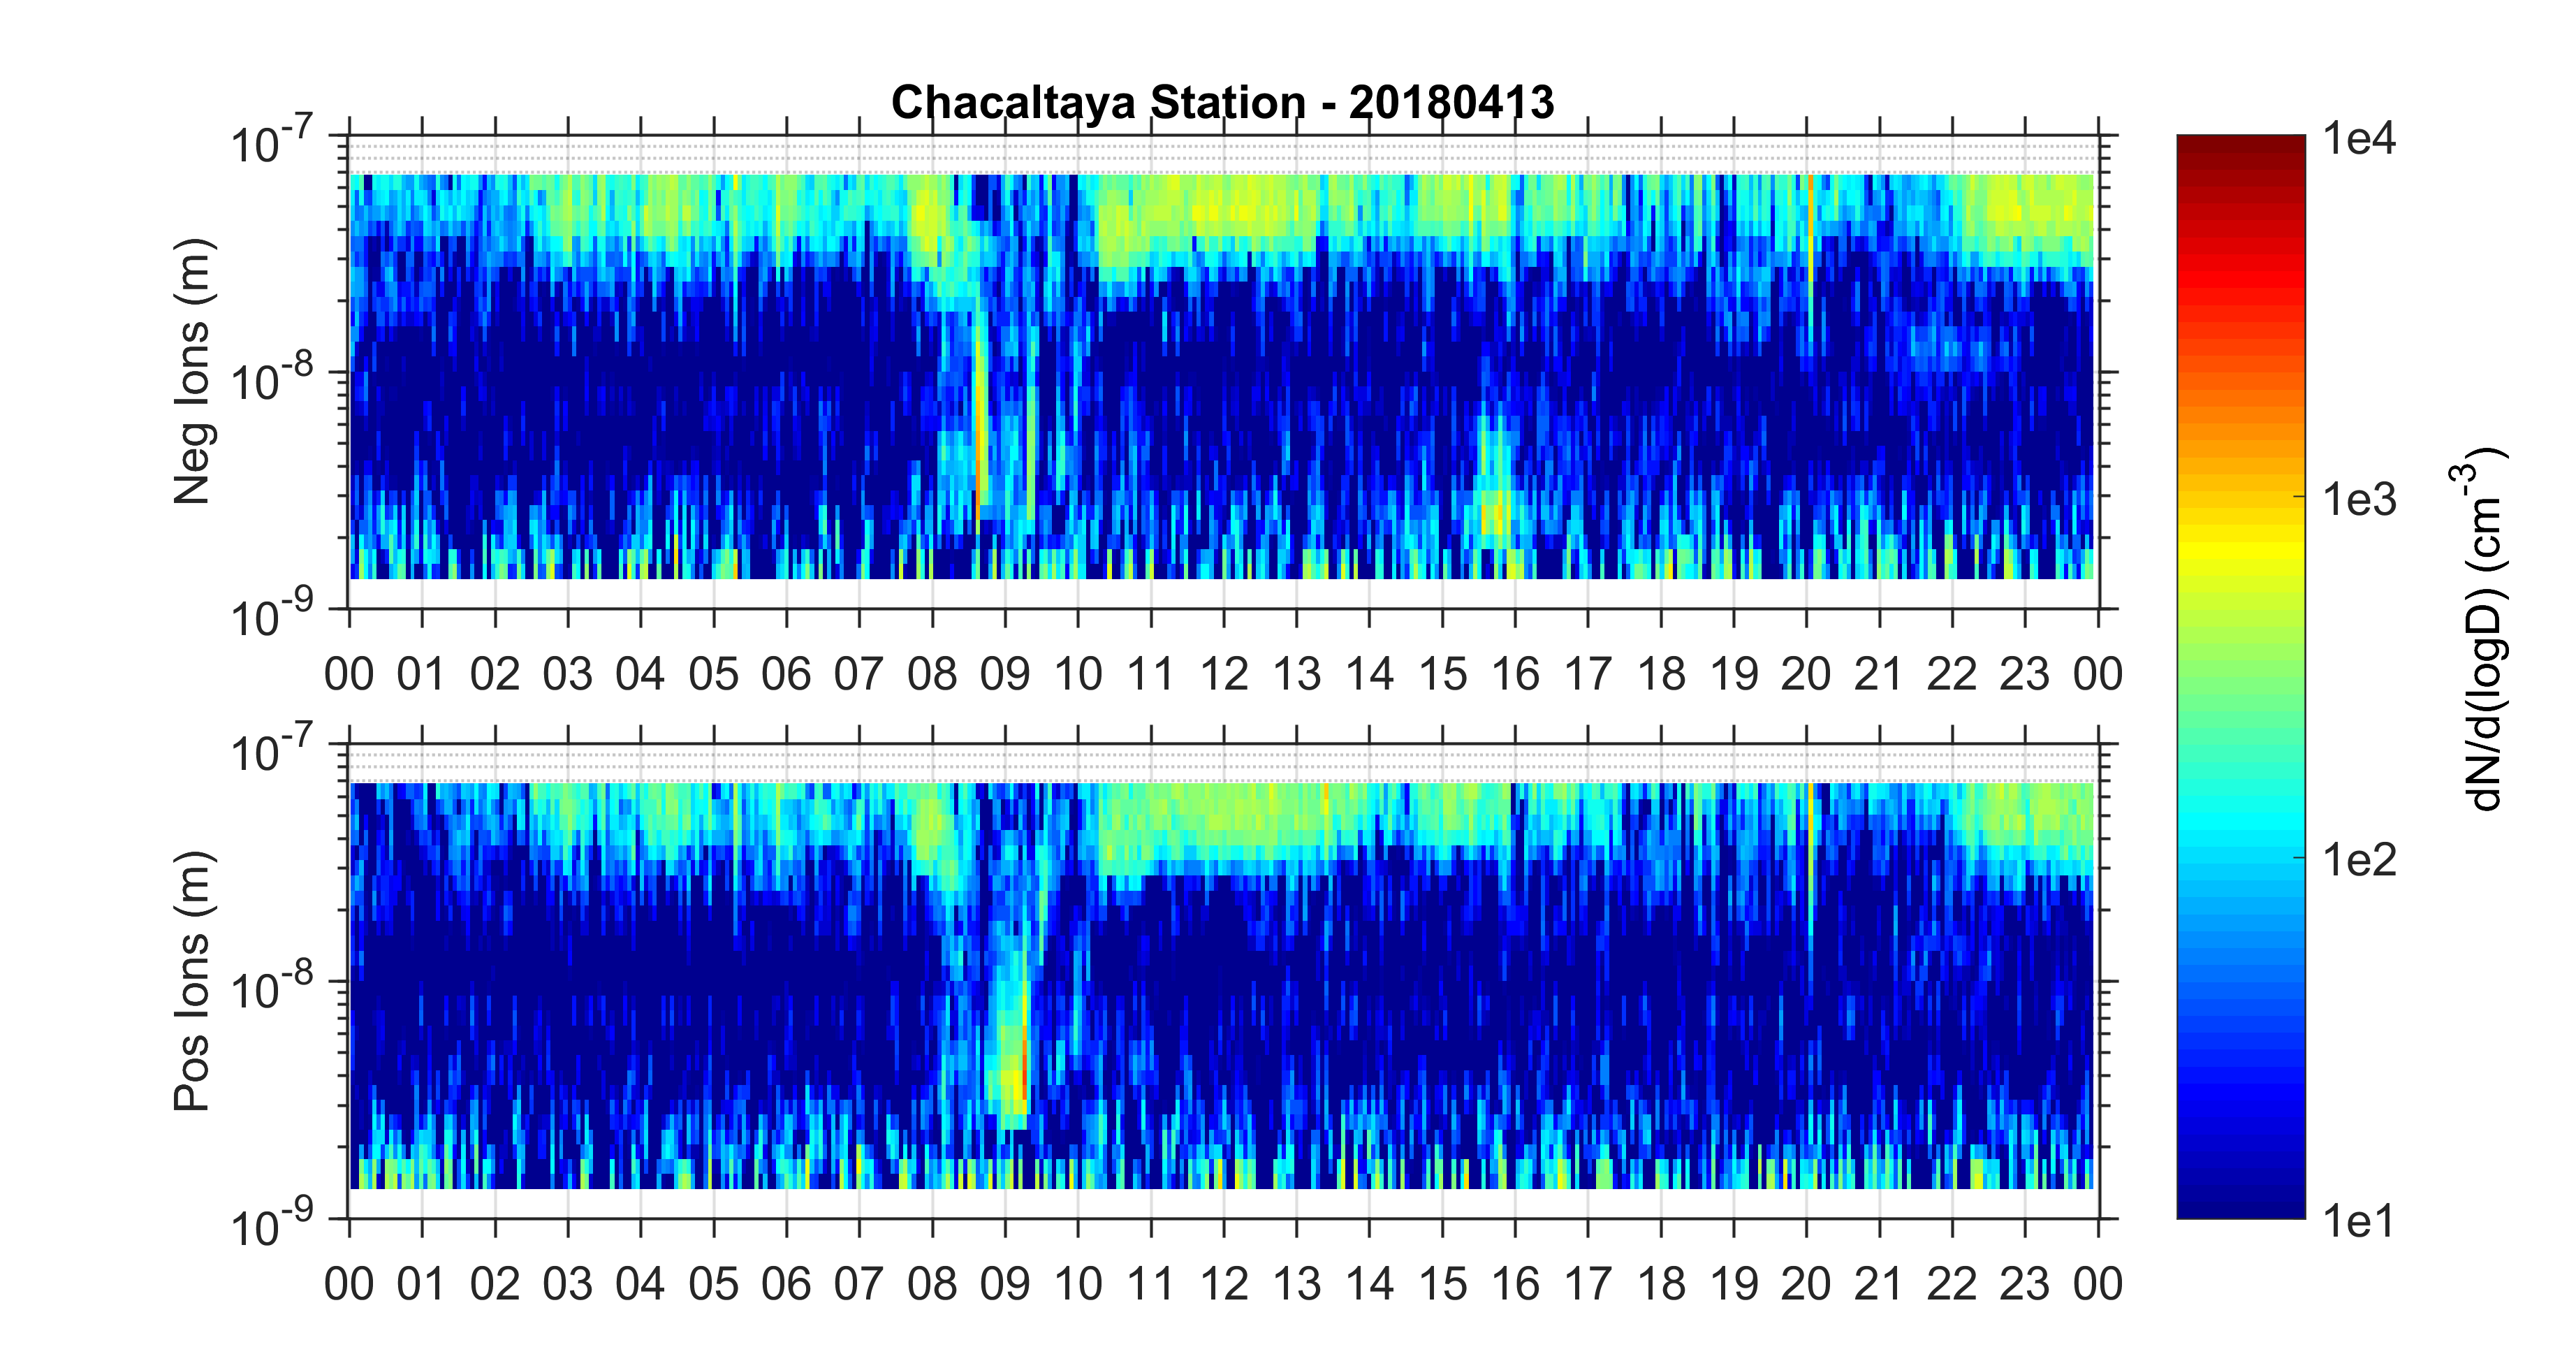 Chacaltaya Station - 20180413
10-7
10-8
10-9
Neg Ions (m)
00 01 02 03 04 05 06 07 08 09 10 11 12 13 14 15 16 17 18 19 20 21 22 23 00
10-7
10-8
10-9
Pos Ions (m)
00 01 02 03 04 05 06 07 08 09 10 11 12 13 14 15 16 17 18 19 20 21 22 23 00
1e4
1e3
1e2
1e1
dN/d(logD) (cm-3)